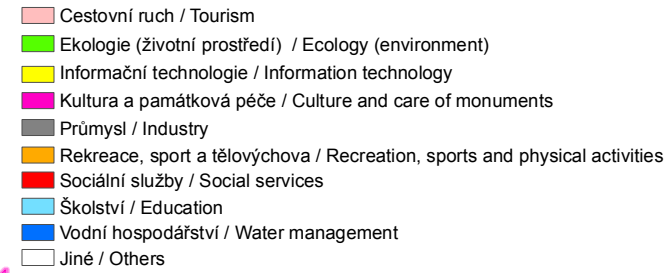 Cestovní ruch / Tourism
Ekologie (životní prostředí) / Ecology (environment)
Informační technologie / Information technology
Kultura a památková péče / Culture and care of monuments
Průmysl / Industry
Rekreace, sport a tělovýchova / Recreation, sports and physical activities
Sociální služby / Social services
Školství / Education
Vodní hospodářství / Water management
Jiné / Others